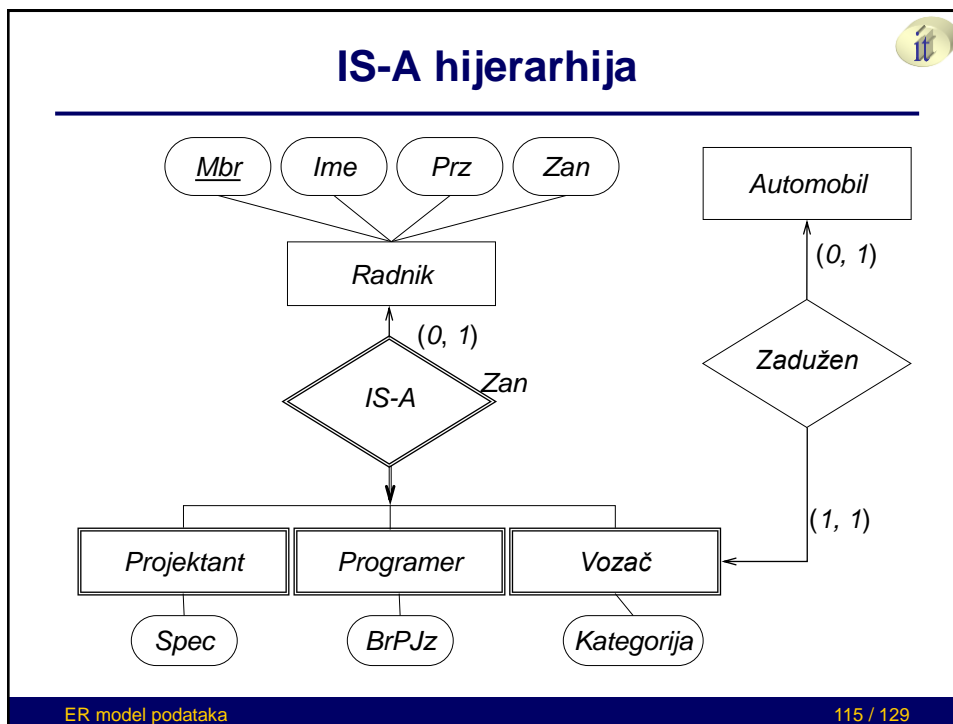 IS-A hijerarhija
it
Mbr
Ime
Prz
Zan
Automobil
Radnik
(0, 1)
(0, 1)
IS-A
Zan
Zadužen
(1, 1)
Projektant
Programer
Vozač
Spec
BrPJz
Kategorija
ER model podataka
115 / 129